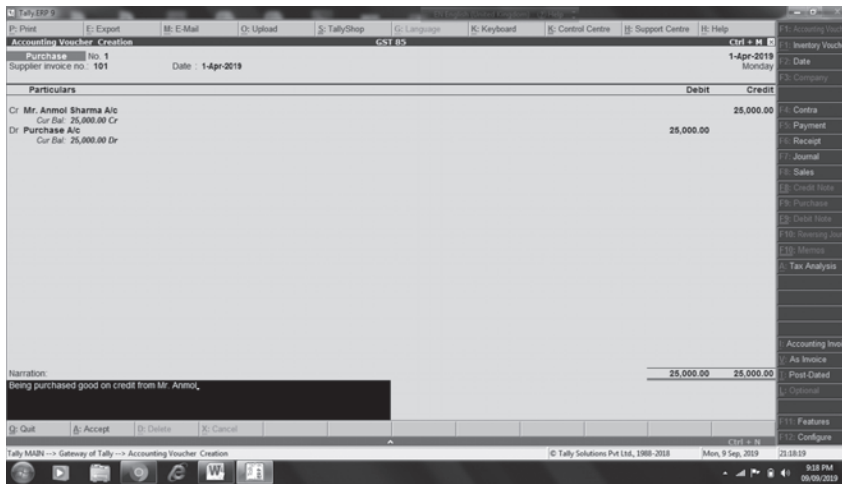 Tally.ERP 9
P: Print E: Export M: E-Mail O: Upload S: TallyShop G: Language K: Keyboard K: Control Centre H: Support Centre H: Help
Accounting Voucher Creation GST 85 Ctrl + M
Purchase No. 1 1-Apr-2019
Supplier invoice no.: 101 Date : 1-Apr-2019 Monday
Particulars Debit Credit
Cr Mr. Anmol Sharma A/c 25,000.00
Cur Bal: 25,000.00 Cr
Dr Purchase A/c 25,000.00
Cur Bal: 25,000.00 Dr
Narration: 25,000.00 25,000.00
Being purchased good on credit from Mr. Anmol
Q: Quit A: Accept D: Delete X: Cancel
Ctrl + N
Tally MAIN --> Gateway of Tally --> Accounting Voucher Creation © Tally Solutions Pvt Ltd., 1988-2018 Mon, 9 Sep, 2019 21:18:19
F1: Accounting Vouch
F1: Inventory Vouch
F2: Date
F3: Company
F4: Contra
F5: Payment
F6: Receipt
F7: Journal
F8: Sales
F8: Credit Note
F9: Purchase
F9: Debit Note
F10: Reversing Jour
F10: Memos
A: Tax Analysis
I: Accounting Invoi
V: As Invoice
T: Post-Dated
L: Optional
F11: Features
F12: Configure
9:18 PM
09/09/2019